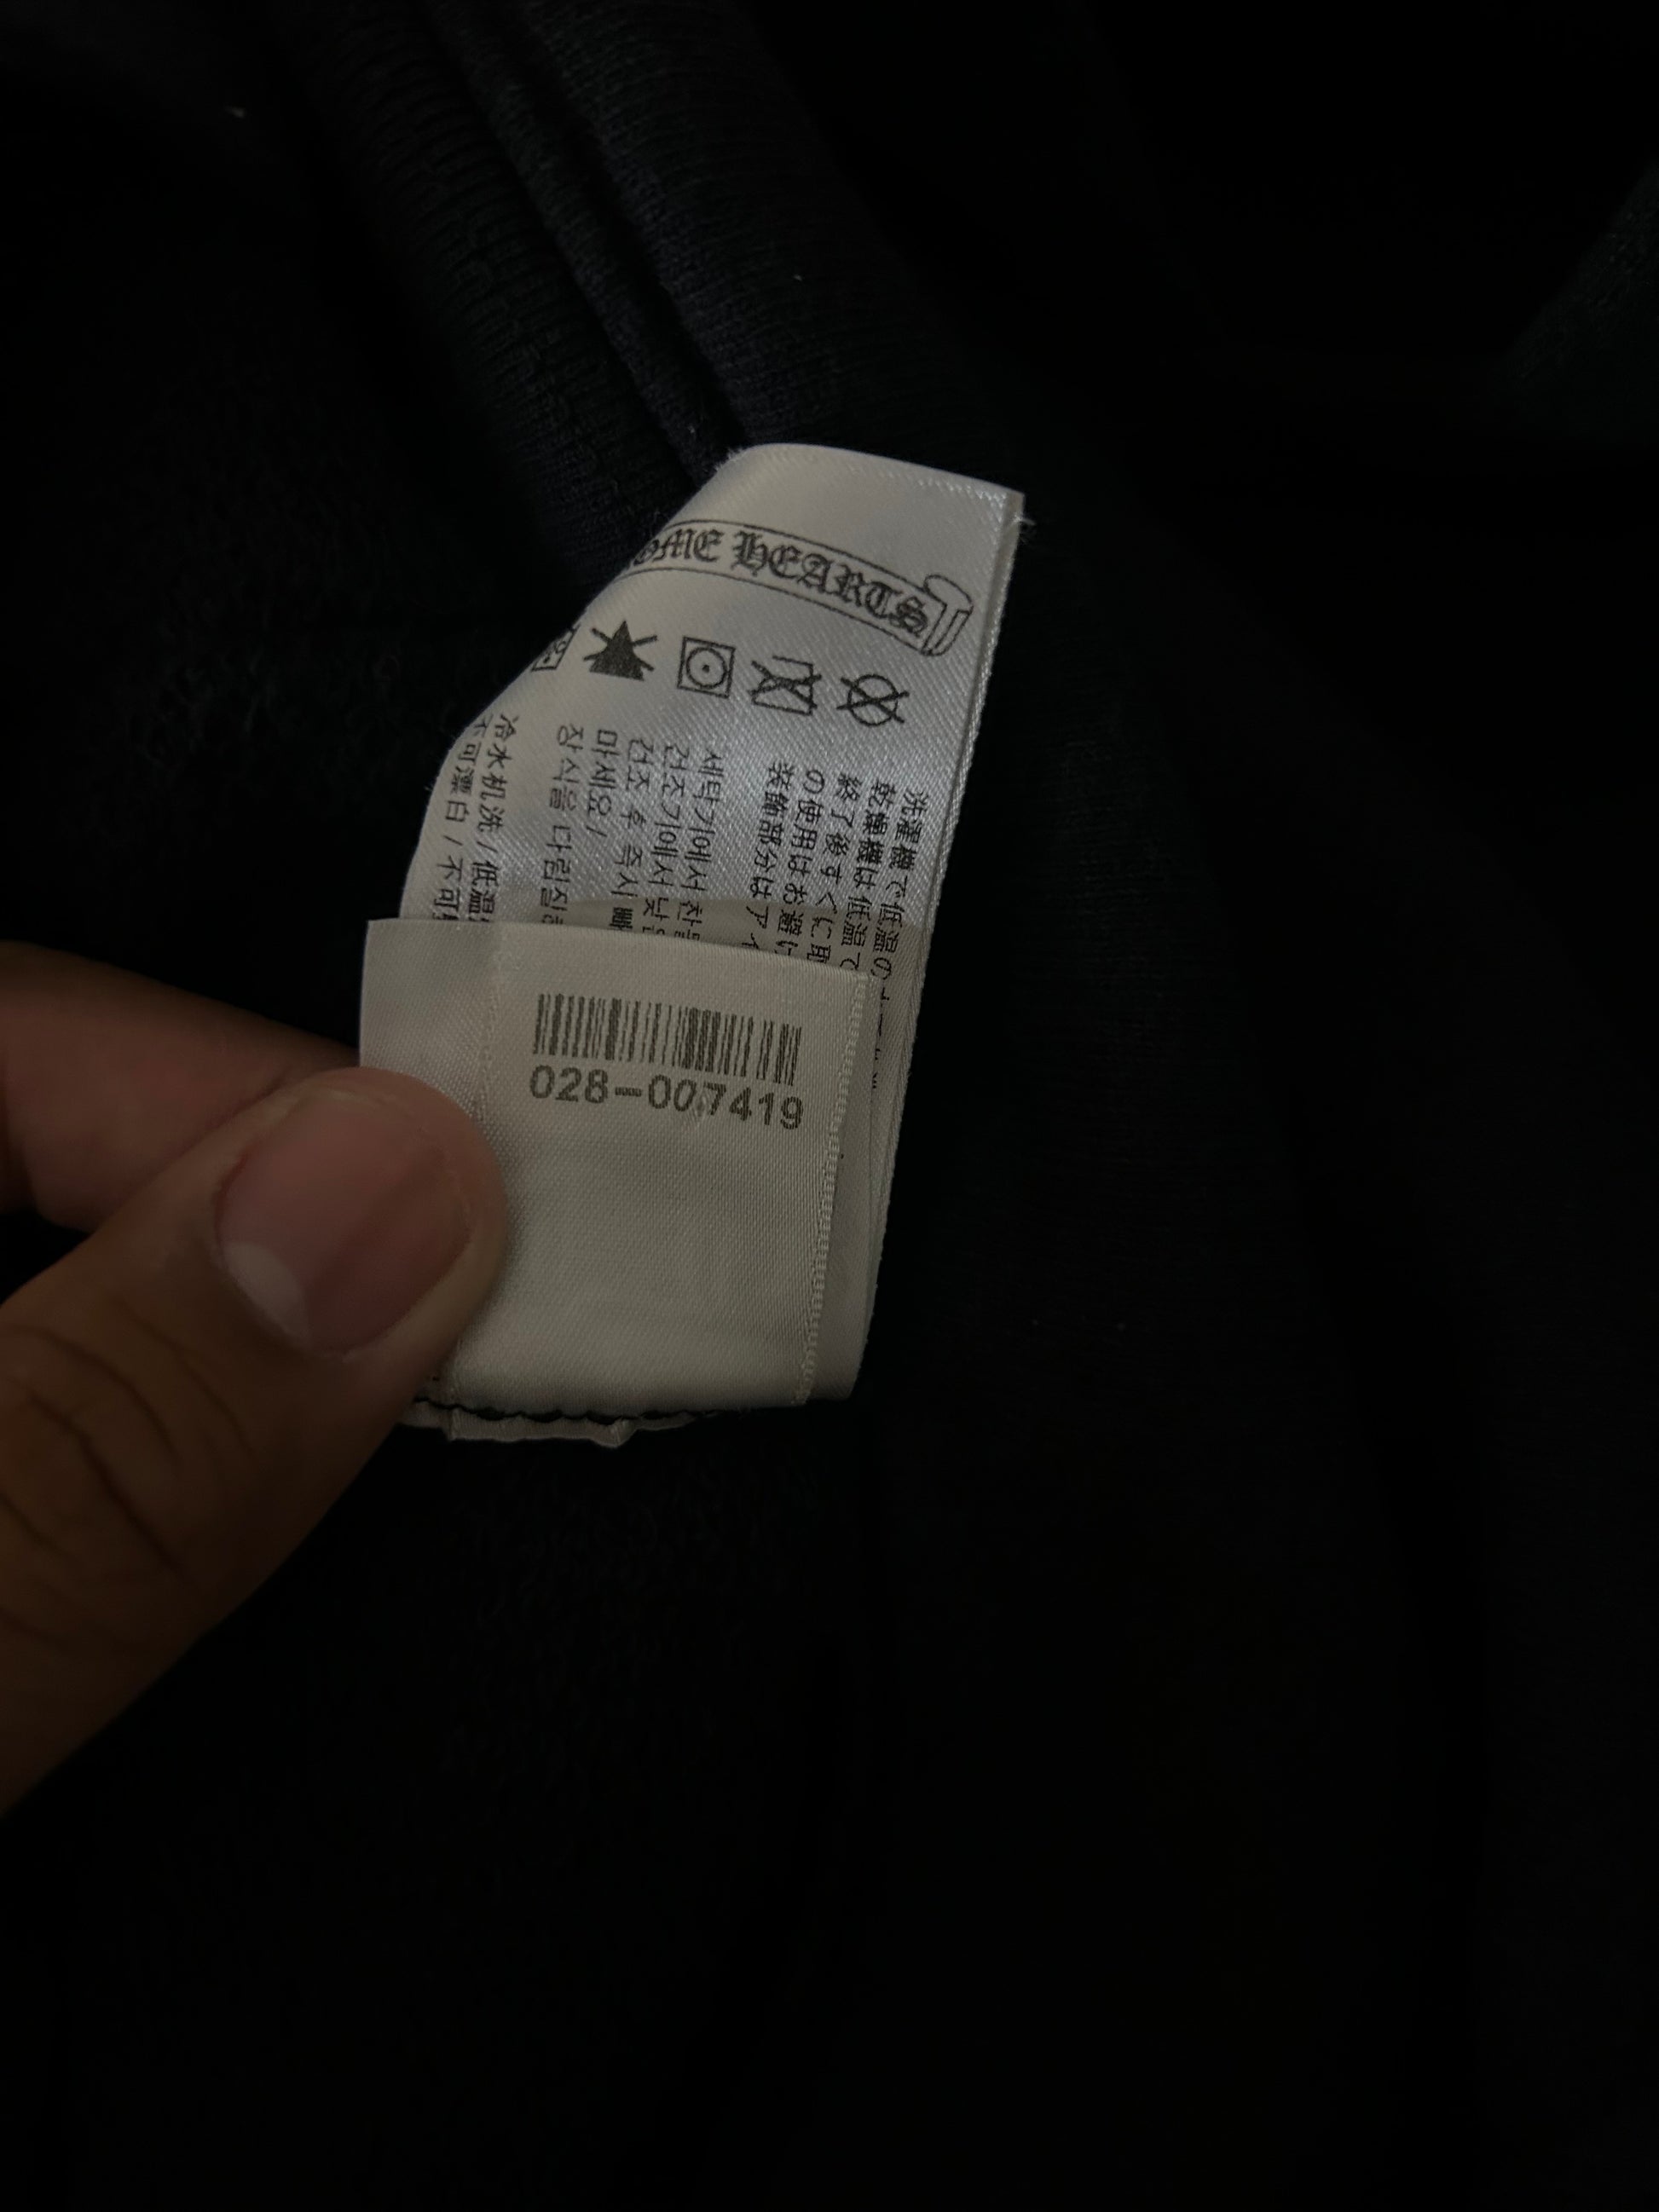 OME HEARTS
洗濯機で低温の
乾燥機は低温で
終了後すぐに取
の使用はお避け
装飾部分はアイ
세탁기에서 찬물
건조기에서 낮은
건조 후 즉시 빼
마세요 /
장식을 다림질하
冷水机洗 / 低温
不可漂白 / 不可
028-007419